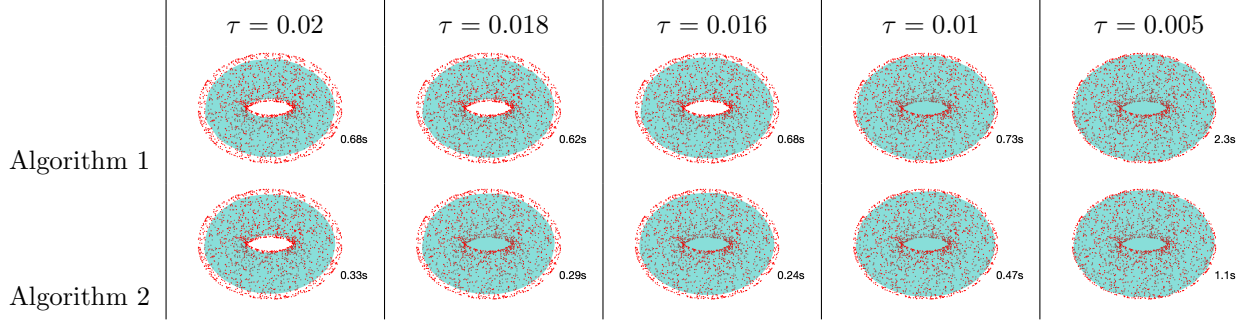 τ = 0.02 τ = 0.018 τ = 0.016 τ = 0.01 τ = 0.005
Algorithm 1 0.68s 0.62s 0.68s 0.73s 2.3s
Algorithm 2 0.33s 0.29s 0.24s 0.47s 1.1s